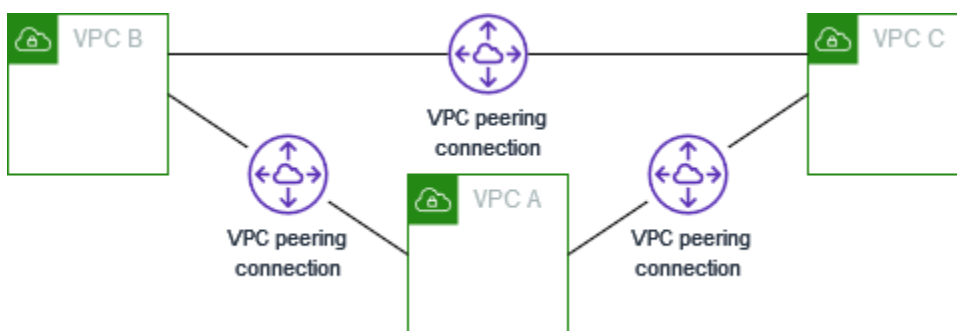 VPC B
VPC C
VPC peering
connection
VPC A
VPC peering
connection
VPC peering
connection